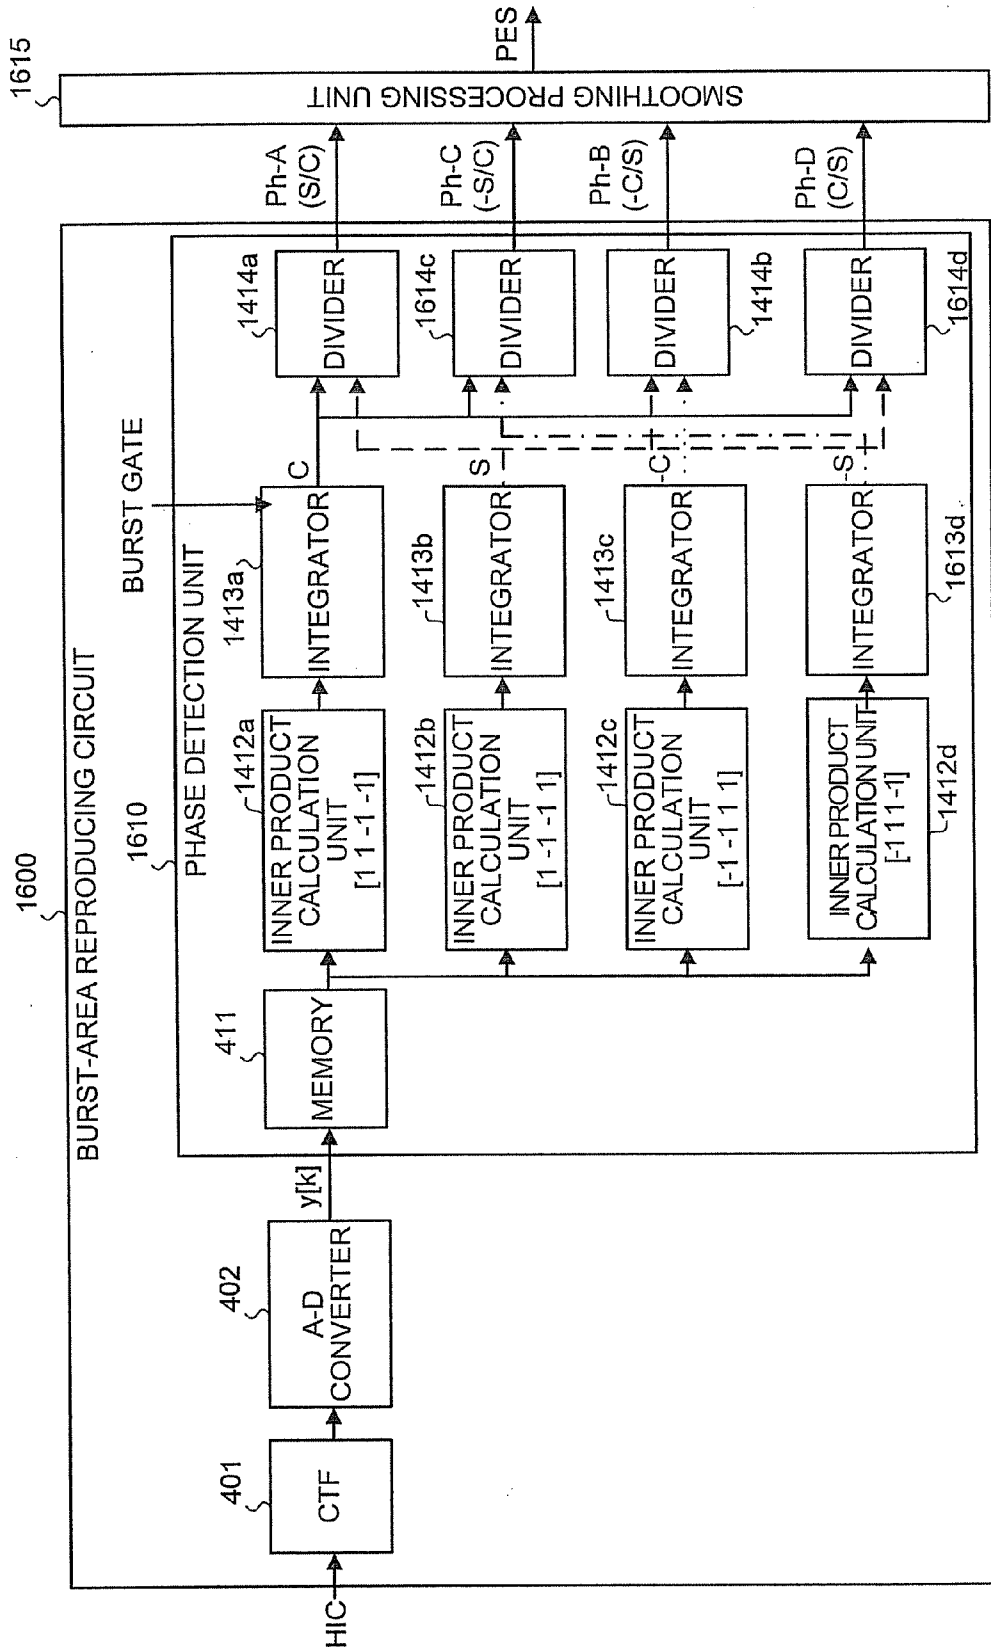 1600
BURST-AREA REPRODUCING CIRCUIT
1610
PHASE DETECTION UNIT
BURST GATE
1615
HIC
401
CTF
402
A-D
CONVERTER
y[k]
411
MEMORY
1412a
INNER PRODUCT
CALCULATION
UNIT
[1 1 -1 -1]
1413a
INTEGRATOR
C
1414a
DIVIDER
Ph-A
(S/C)
1412b
INNER PRODUCT
CALCULATION
UNIT
[1 -1 -1 1]
1413b
INTEGRATOR
S
1614c
DIVIDER
Ph-C
(-S/C)
1412c
INNER PRODUCT
CALCULATION
UNIT
[-1 -1 1 1]
1413c
INTEGRATOR
-C
1414b
DIVIDER
Ph-B
(-C/S)
INNER PRODUCT
CALCULATION UNIT
[-1 11 1-1]
1412d
INTEGRATOR
1613d
-S
DIVIDER
1614d
Ph-D
(C/S)
SMOOTHING PROCESSING UNIT
PES